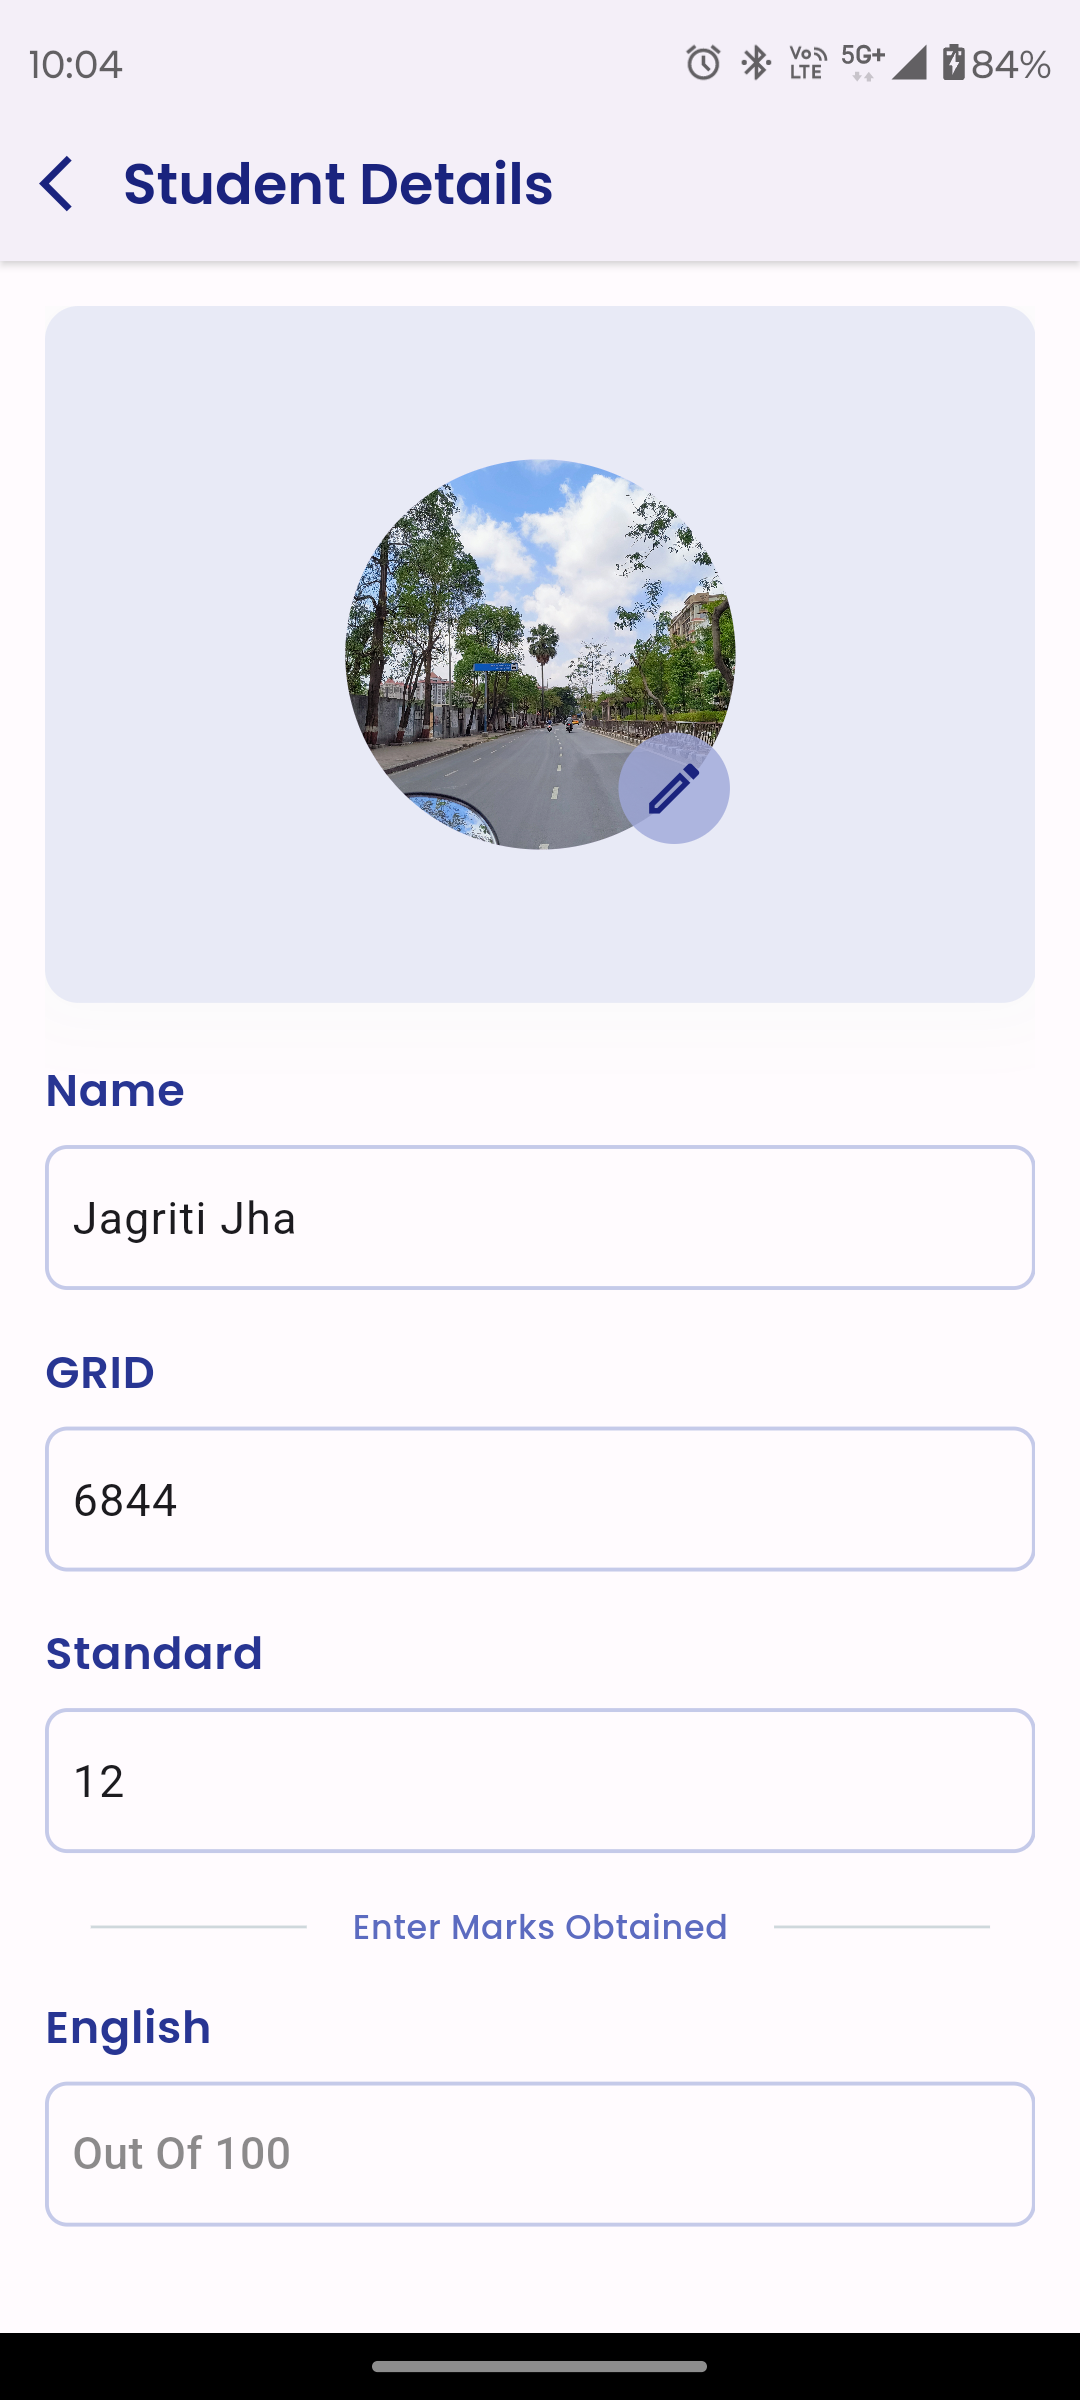 10:04
Vo LTE 5G+ 84%
Student Details
Name
Jagriti Jha
GRID
6844
Standard
12
Enter Marks Obtained
English
Out Of 100